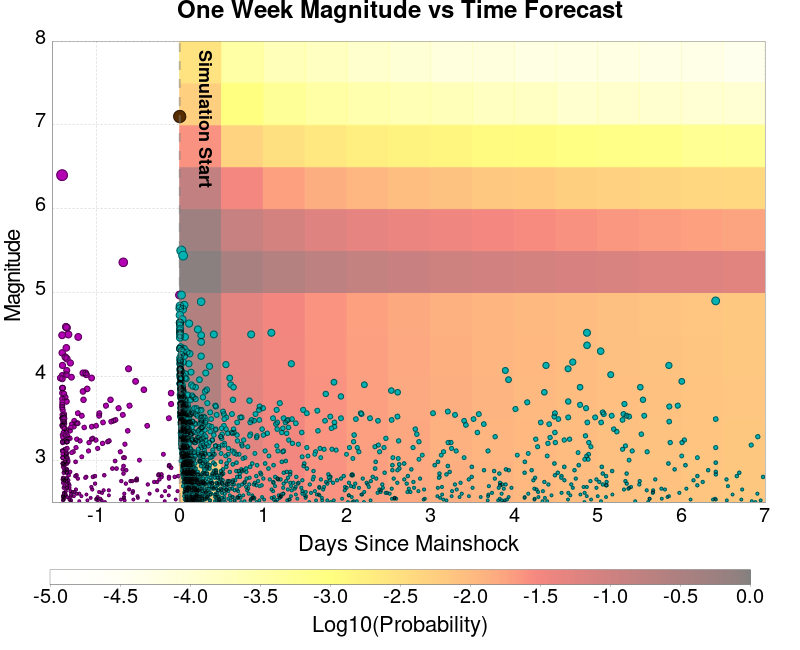 One Week Magnitude vs Time Forecast
8
7
6
5
4
3
Magnitude
Simulation Start
-1 0 1 2 3 4 5 6 7
Days Since Mainshock
-5.0 -4.5 -4.0 -3.5 -3.0 -2.5 -2.0 -1.5 -1.0 -0.5 0.0
Log10(Probability)